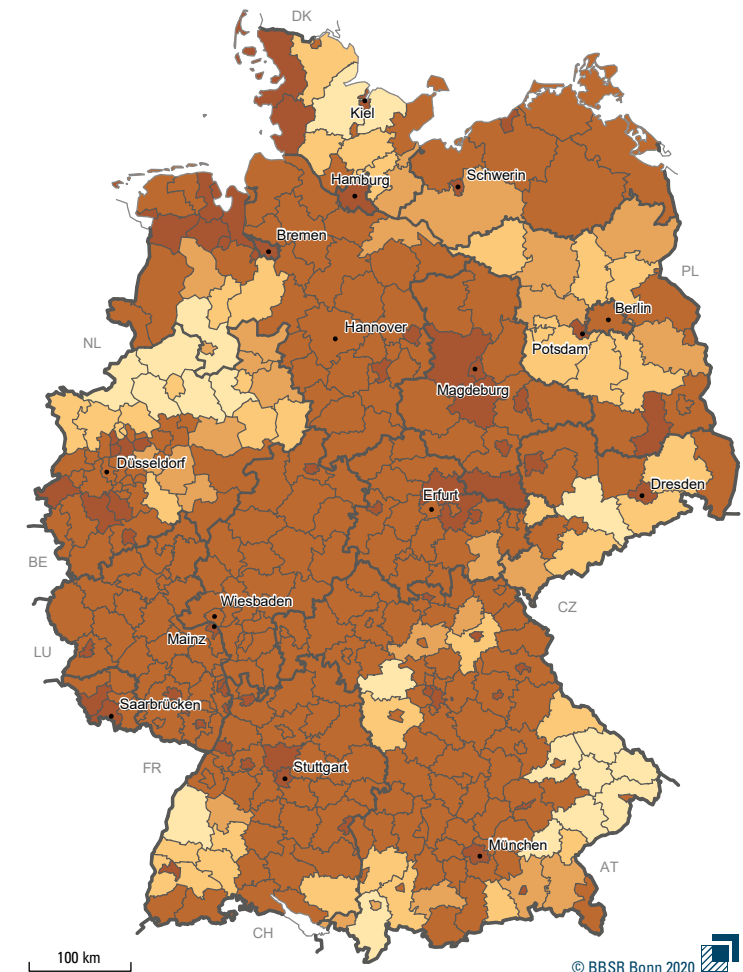 DK
Kiel
Hamburg
Schwerin
Bremen
PL
Berlin
Hannover
NL
Potsdam
Magdeburg
Düsseldorf
Dresden
Erfurt
BE
Wiesbaden
CZ
Mainz
LU
Saarbrücken
FR
Stuttgart
München
AT
CH
100 km
© BBSR Bonn 2020